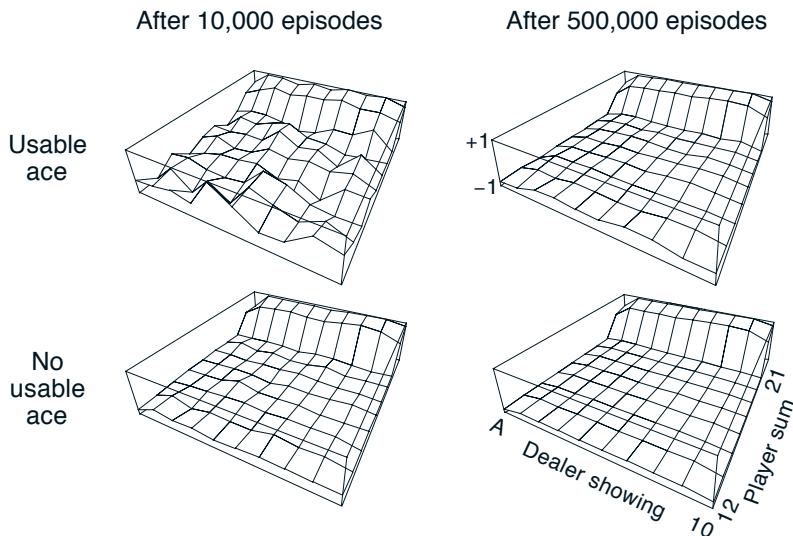 After 10,000 episodes
After 500,000 episodes
Usable
ace
+1
−1
No
usable
ace
A
Dealer showing
10
12
Player sum
21